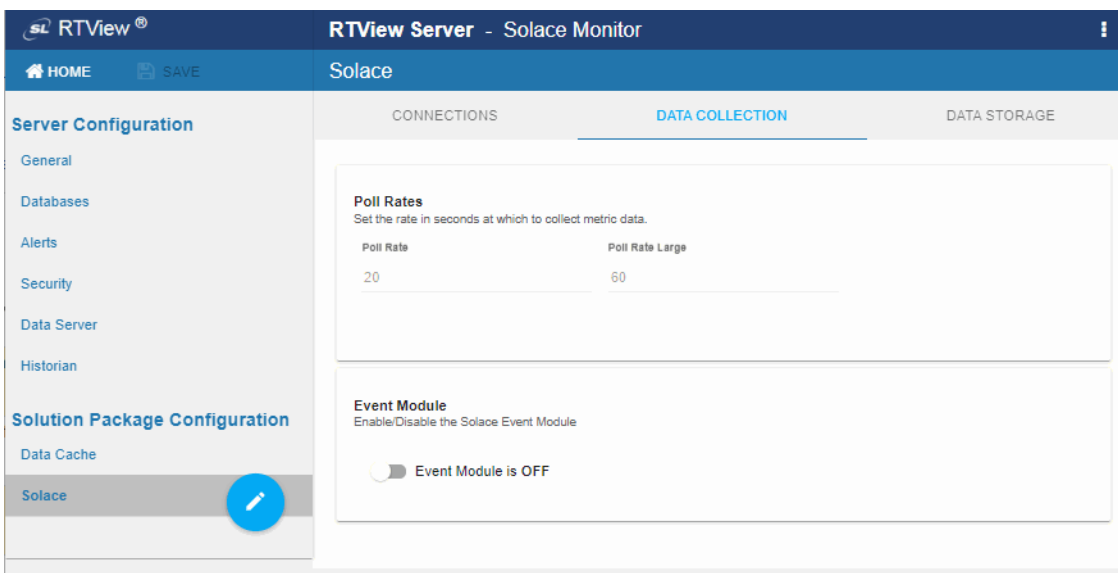 SL RTView ®
RTView Server - Solace Monitor
HOME
SAVE
Solace
Server Configuration
General
Databases
Alerts
Security
Data Server
Historian
Solution Package Configuration
Data Cache
Solace
CONNECTIONS
DATA COLLECTION
DATA STORAGE
Poll Rates
Set the rate in seconds at which to collect metric data.
Poll Rate
Poll Rate Large
20
60
Event Module
Enable/Disable the Solace Event Module
Event Module is OFF